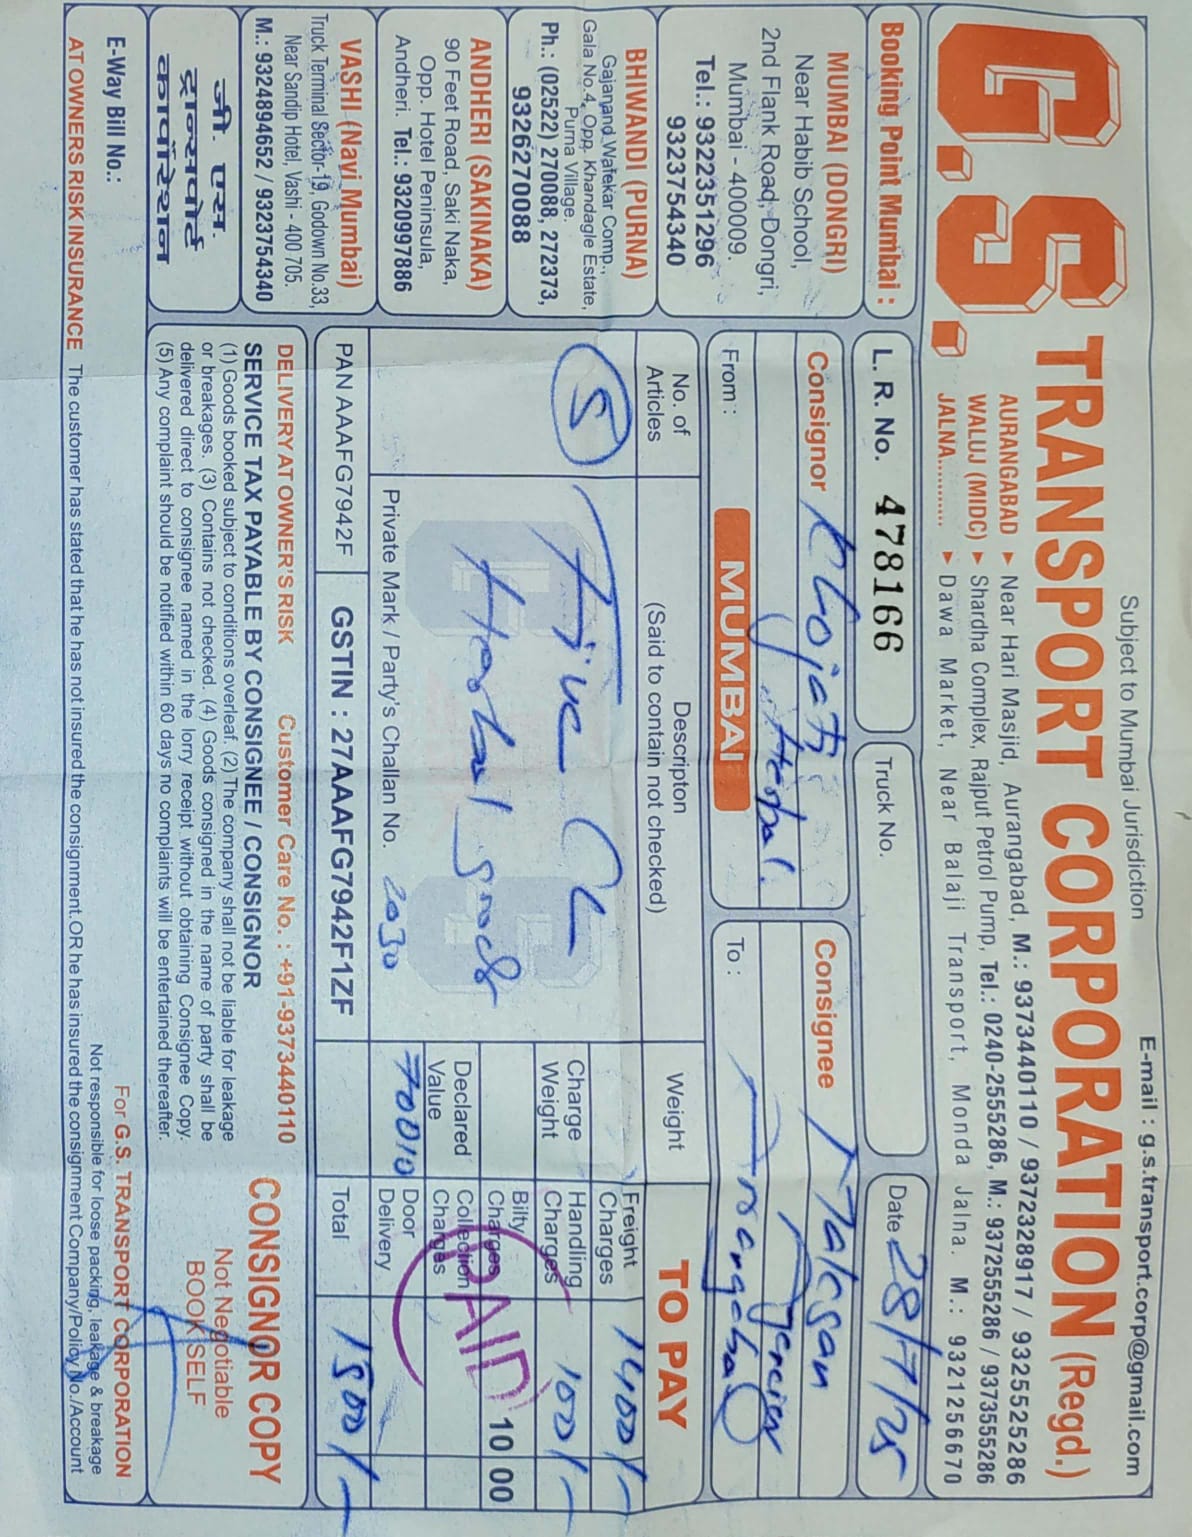 Subject to Mumbai Jurisdiction
E-mail : g.s.transport.corp@gmail.com
G.S. TRANSPORT CORPORATION (Regd.)
AURANGABAD ► Near Hari Masjid, Aurangabad, M.: 9373440110 / 9372328917 / 9325525286
WALUJ (MIDC) ► Shardha Complex, Rajput Petrol Pump, Tel.: 0240-2555286, M.: 9372555286 / 9373555286
JALNA............ ► Dawa Market, Near Balaji Transport, Monda Jalna. M.: 9321256670
Booking Point Mumbai :
L. R. No. 478166
Truck No.
Date 28/7/25
MUMBAI (DONGRI)
Near Habib School,
2nd Flank Road, Dongri,
Mumbai - 400009.
Tel.: 9322351296
9323754340
BHIWANDI (PURNA)
Gajanand Watekar Comp.,
Gala No.4, Opp. Khandagle Estate,
Purna Village.
Ph.: (02522) 270088, 272373,
9326270088
ANDHERI (SAKINAKA)
90 Feet Road, Saki Naka,
Opp. Hotel Peninsula,
Andheri. Tel.: 9320997886
VASHI (Navi Mumbai)
Truck Terminal Sector-19, Godown No.33,
Near Sandip Hotel, Vashi - 400 705.
M.: 9324894652 / 9323754340
जी. एस.
ट्रान्सपोर्ट
कार्पोरेशन
Consignor Khojati
Herbal.
From : MUMBAI
Consignee
To :
No. of
Articles
Descripton
(Said to contain not checked)
Weight
TO PAY
5
Five
Herbal goods
Private Mark / Party's Challan No. 2030
Charge
Weight
Declared
Value
70010
Freight
Charges 1400/-
Handling
Charges 100/-
Bilty
Charges 10 00
Collection
Charges
Door
Delivery
PAID
PAN AAAFG7942F
GSTIN : 27AAAFG7942F1ZF
Total 1500/-
DELIVERY AT OWNER'S RISK Customer Care No. : +91-9373440110
SERVICE TAX PAYABLE BY CONSIGNEE / CONSIGNOR
(1) Goods booked subject to conditions overleaf. (2) The company shall not be liable for leakage
or breakages. (3) Contains not checked. (4) Goods consigned in the name of party shall be
delivered direct to consignee named in the lorry receipt without obtaining Consignee Copy.
(5) Any complaint should be notified within 60 days no complaints will be entertained thereafter.
CONSIGNOR COPY
Not Negotiable
BOOK SELF
E-Way Bill No.:
For G.S. TRANSPORT CORPORATION
Not responsible for loose packing, leakage & breakage
AT OWNERS RISK INSURANCE The customer has stated that he has not insured the consignment. OR he has insured the consignment Company/Policy No./Account